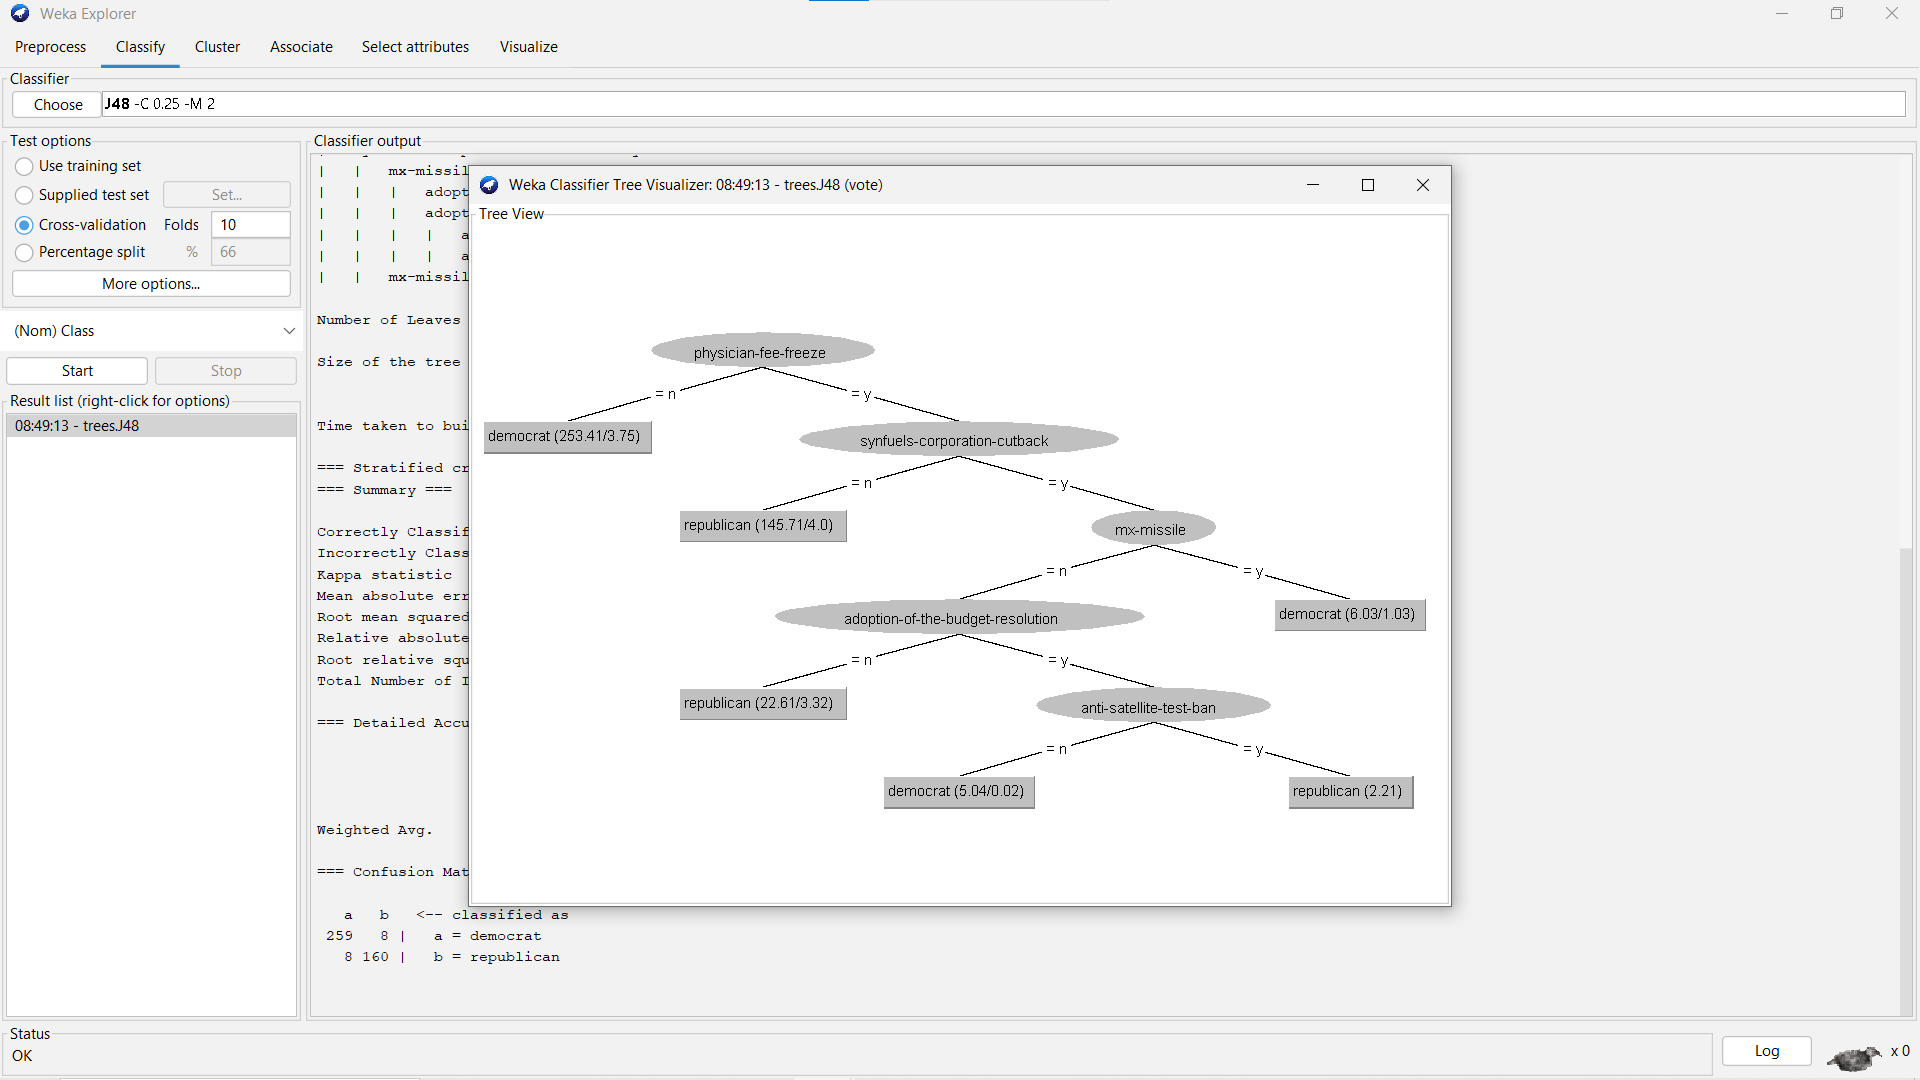 Weka Explorer
Preprocess Classify Cluster Associate Select attributes Visualize
Classifier
Choose J48 -C 0.25 -M 2
Test options
Use training set
Supplied test set Set...
Cross-validation Folds 10
Percentage split % 66
More options...
(Nom) Class
Start Stop
Result list (right-click for options)
08:49:13 - trees.J48
Classifier output
| | mx-missil
| | | adopt
| | | adopt
| | | | a
| | | | a
| | mx-missil
Number of Leaves
Size of the tree
Time taken to bui
=== Stratified cr
=== Summary ===
Correctly Classif
Incorrectly Class
Kappa statistic
Mean absolute err
Root mean squared
Relative absolute
Root relative squ
Total Number of I
=== Detailed Accu
Weighted Avg.
=== Confusion Mat
a b <-- classified as
259 8 | a = democrat
8 160 | b = republican
Weka Classifier Tree Visualizer: 08:49:13 - trees.J48 (vote)
Tree View
physician-fee-freeze
= n = y
democrat (253.41/3.75)
synfuels-corporation-cutback
= n = y
republican (145.71/4.0)
mx-missile
= n = y
adoption-of-the-budget-resolution
democrat (6.03/1.03)
= n = y
republican (22.61/3.32)
anti-satellite-test-ban
= n = y
democrat (5.04/0.02)
republican (2.21)
Status
OK
Log
x 0